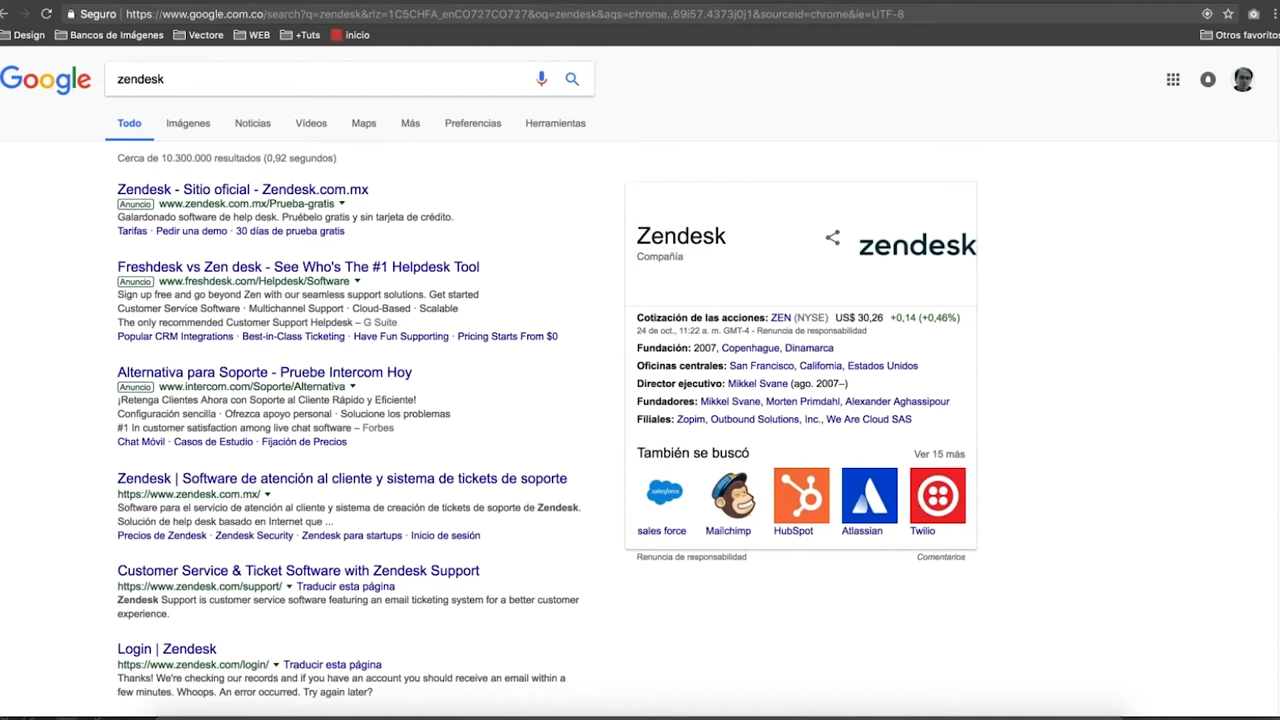 Seguro
https://www.google.com.co/search?q=zendesk&rlz=1C5CHFA_enCO727CO727&oq=zendesk&aqs=chrome..69i57.4373j0j1&sourceid=chrome&ie=UTF-8
Design
Bancos de Imágenes
Vectore
WEB
+Tuts
inicio
Otros favoritos
Google
zendesk
Todo
Imágenes
Noticias
Vídeos
Maps
Más
Preferencias
Herramientas
Cerca de 10.300.000 resultados (0,92 segundos)
Zendesk - Sitio oficial - Zendesk.com.mx
Anuncio www.zendesk.com.mx/Prueba-gratis
Galardonado software de help desk. Pruébelo gratis y sin tarjeta de crédito.
Tarifas · Pedir una demo · 30 días de prueba gratis
Freshdesk vs Zen desk - See Who's The #1 Helpdesk Tool
Anuncio www.freshdesk.com/Helpdesk/Software
Sign up free and go beyond Zen with our seamless support solutions. Get started
Customer Service Software · Multichannel Support · Cloud-Based · Scalable
The only recommended Customer Support Helpdesk – G Suite
Popular CRM Integrations · Best-in-Class Ticketing · Have Fun Supporting · Pricing Starts From $0
Alternativa para Soporte - Pruebe Intercom Hoy
Anuncio www.intercom.com/Soporte/Alternativa
¡Retenga Clientes Ahora con Soporte al Cliente Rápido y Eficiente!
Configuración sencilla · Ofrezca apoyo personal · Solucione los problemas
#1 In customer satisfaction among live chat software – Forbes
Chat Móvil · Casos de Estudio · Fijación de Precios
Zendesk | Software de atención al cliente y sistema de tickets de soporte
https://www.zendesk.com.mx/
Software para el servicio de atención al cliente y sistema de creación de tickets de soporte de Zendesk.
Solución de help desk basado en Internet que ...
Precios de Zendesk · Zendesk Security · Zendesk para startups · Inicio de sesión
Customer Service & Ticket Software with Zendesk Support
https://www.zendesk.com/support/ Traducir esta página
Zendesk Support is customer service software featuring an email ticketing system for a better customer
experience.
Login | Zendesk
https://www.zendesk.com/login/ Traducir esta página
Thanks! We're checking our records and if you have an account you should receive an email within a
few minutes. Whoops. An error occurred. Try again later?
Zendesk
Compañía
zendesk
Cotización de las acciones: ZEN (NYSE) US$ 30,26 +0,14 (+0,46%)
24 de oct., 11:22 a. m. GMT-4 - Renuncia de responsabilidad
Fundación: 2007, Copenhague, Dinamarca
Oficinas centrales: San Francisco, California, Estados Unidos
Director ejecutivo: Mikkel Svane (ago. 2007–)
Fundadores: Mikkel Svane, Morten Primdahl, Alexander Aghassipour
Filiales: Zopim, Outbound Solutions, Inc., We Are Cloud SAS
También se buscó
Ver 15 más
salesforce
sales force
Mailchimp
HubSpot
Atlassian
Twilio
Renuncia de responsabilidad
Comentarios